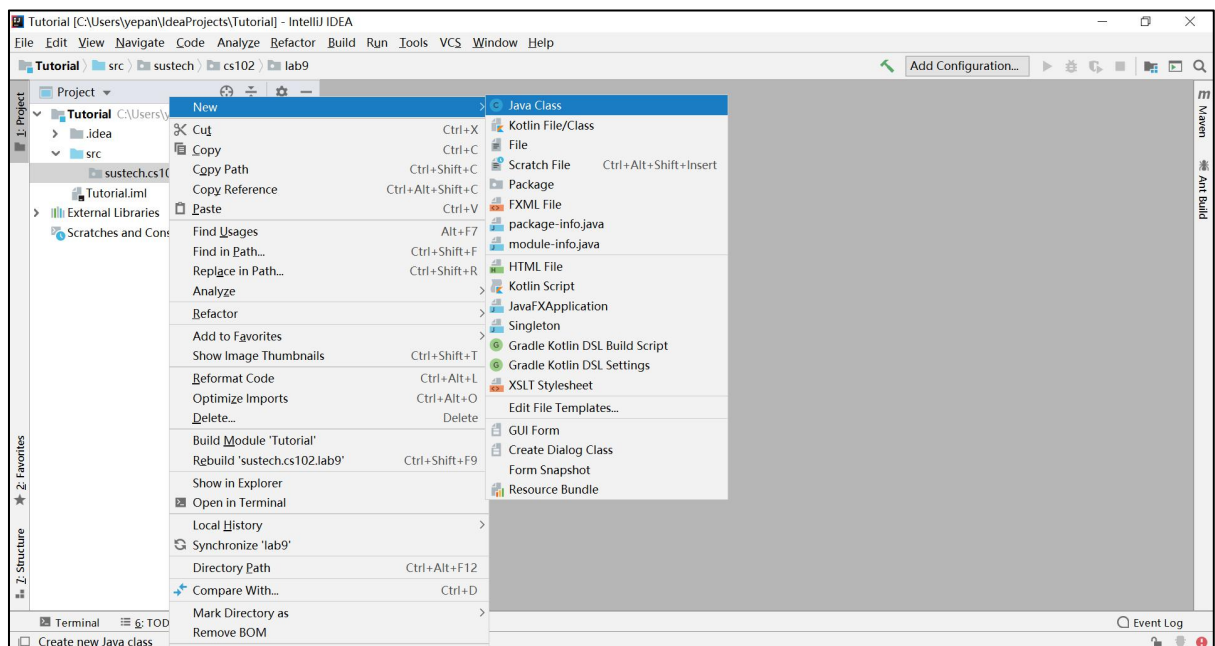 Tutorial [C:\Users\yepan\IdeaProjects\Tutorial] - IntelliJ IDEA
File Edit View Navigate Code Analyze Refactor Build Run Tools VCS Window Help
Tutorial src sustech cs102 lab9 Add Configuration...
Project
New
Cut Ctrl+X
Copy Ctrl+C
Copy Path Ctrl+Shift+C
Copy Reference Ctrl+Alt+Shift+C
Paste Ctrl+V
Find Usages Alt+F7
Find in Path... Ctrl+Shift+F
Replace in Path... Ctrl+Shift+R
Analyze
Refactor
Add to Favorites
Show Image Thumbnails Ctrl+Shift+T
Reformat Code Ctrl+Alt+L
Optimize Imports Ctrl+Alt+O
Delete... Delete
Build Module 'Tutorial'
Rebuild 'sustech.cs102.lab9' Ctrl+Shift+F9
Show in Explorer
Open in Terminal
Local History
Synchronize 'lab9'
Directory Path Ctrl+Alt+F12
Compare With... Ctrl+D
Mark Directory as
Remove BOM
Java Class
Kotlin File/Class
File
Scratch File Ctrl+Alt+Shift+Insert
Package
FXML File
package-info.java
module-info.java
HTML File
Kotlin Script
JavaFXApplication
Singleton
Gradle Kotlin DSL Build Script
Gradle Kotlin DSL Settings
XSLT Stylesheet
Edit File Templates...
GUI Form
Create Dialog Class
Form Snapshot
Resource Bundle
Tutorial C:\Users\y
.idea
src
sustech.cs10
Tutorial.iml
External Libraries
Scratches and Cons
1: Project
2: Favorites
7: Structure
m Maven
Ant Build
Terminal 6: TOD Event Log
Create new Java class